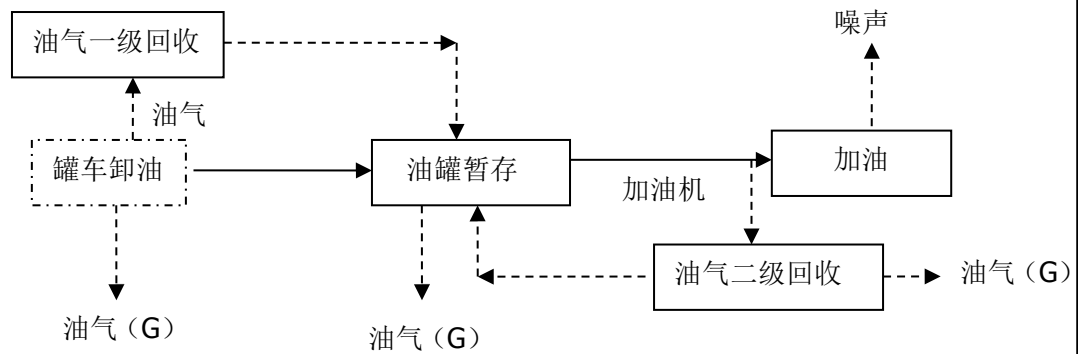 噪声
油气一级回收
油气
罐车卸油
油罐暂存
加油
加油机
油气二级回收
油气（G）
油气（G）
油气（G）